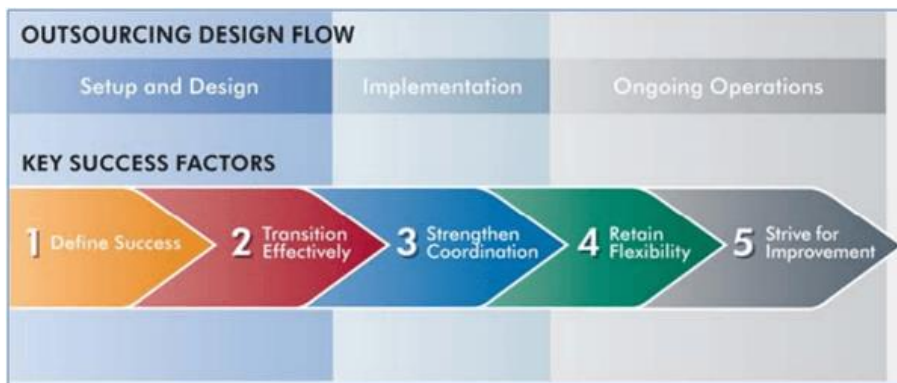 OUTSOURCING DESIGN FLOW
Setup and Design
Implementation
Ongoing Operations
KEY SUCCESS FACTORS
1 Define Success
2 Transition
Effectively
3 Strengthen
Coordination
4 Retain
Flexibility
5 Strive for
Improvement